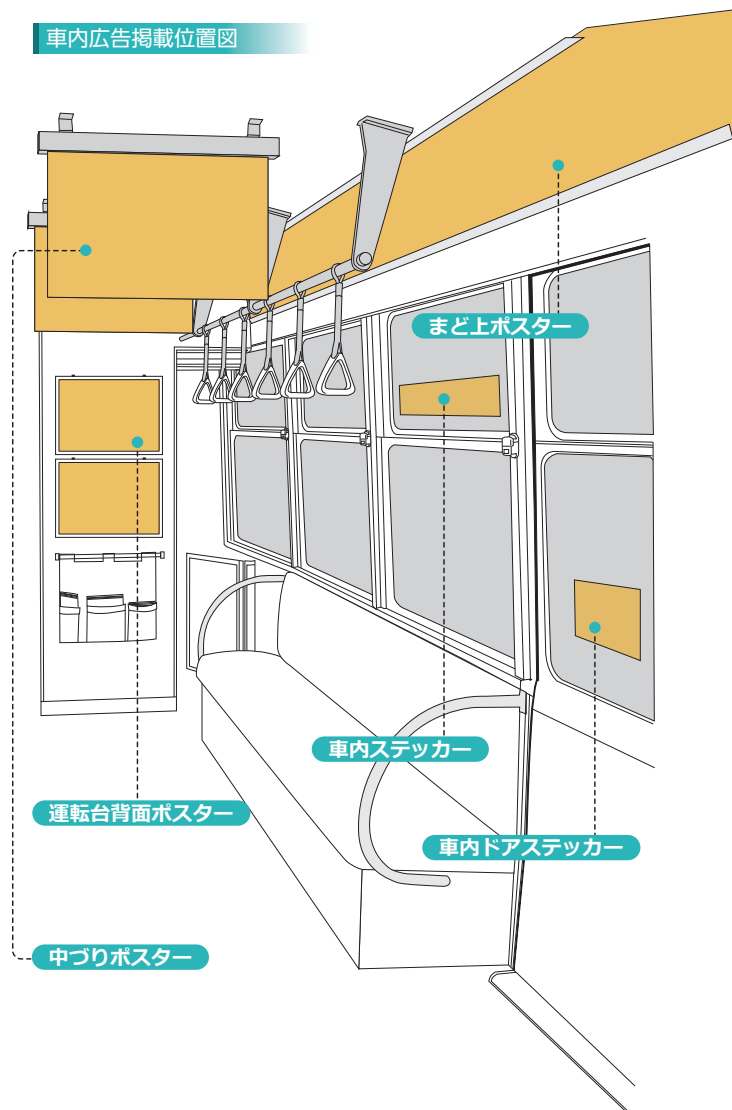 車内広告掲載位置図
まど上ポスター
車内ステッカー
運転台背面ポスター
車内ドアステッカー
中づりポスター